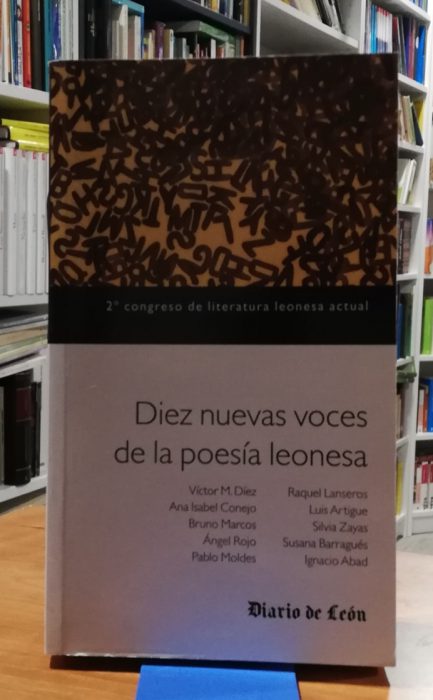 2º congreso de literatura leonesa actual
Diez nuevas voces
de la poesía leonesa
Víctor M. Díez
Ana Isabel Conejo
Bruno Marcos
Ángel Rojo
Pablo Moldes
Raquel Lanseros
Luis Artigue
Silvia Zayas
Susana Barragués
Ignacio Abad
Diario de León